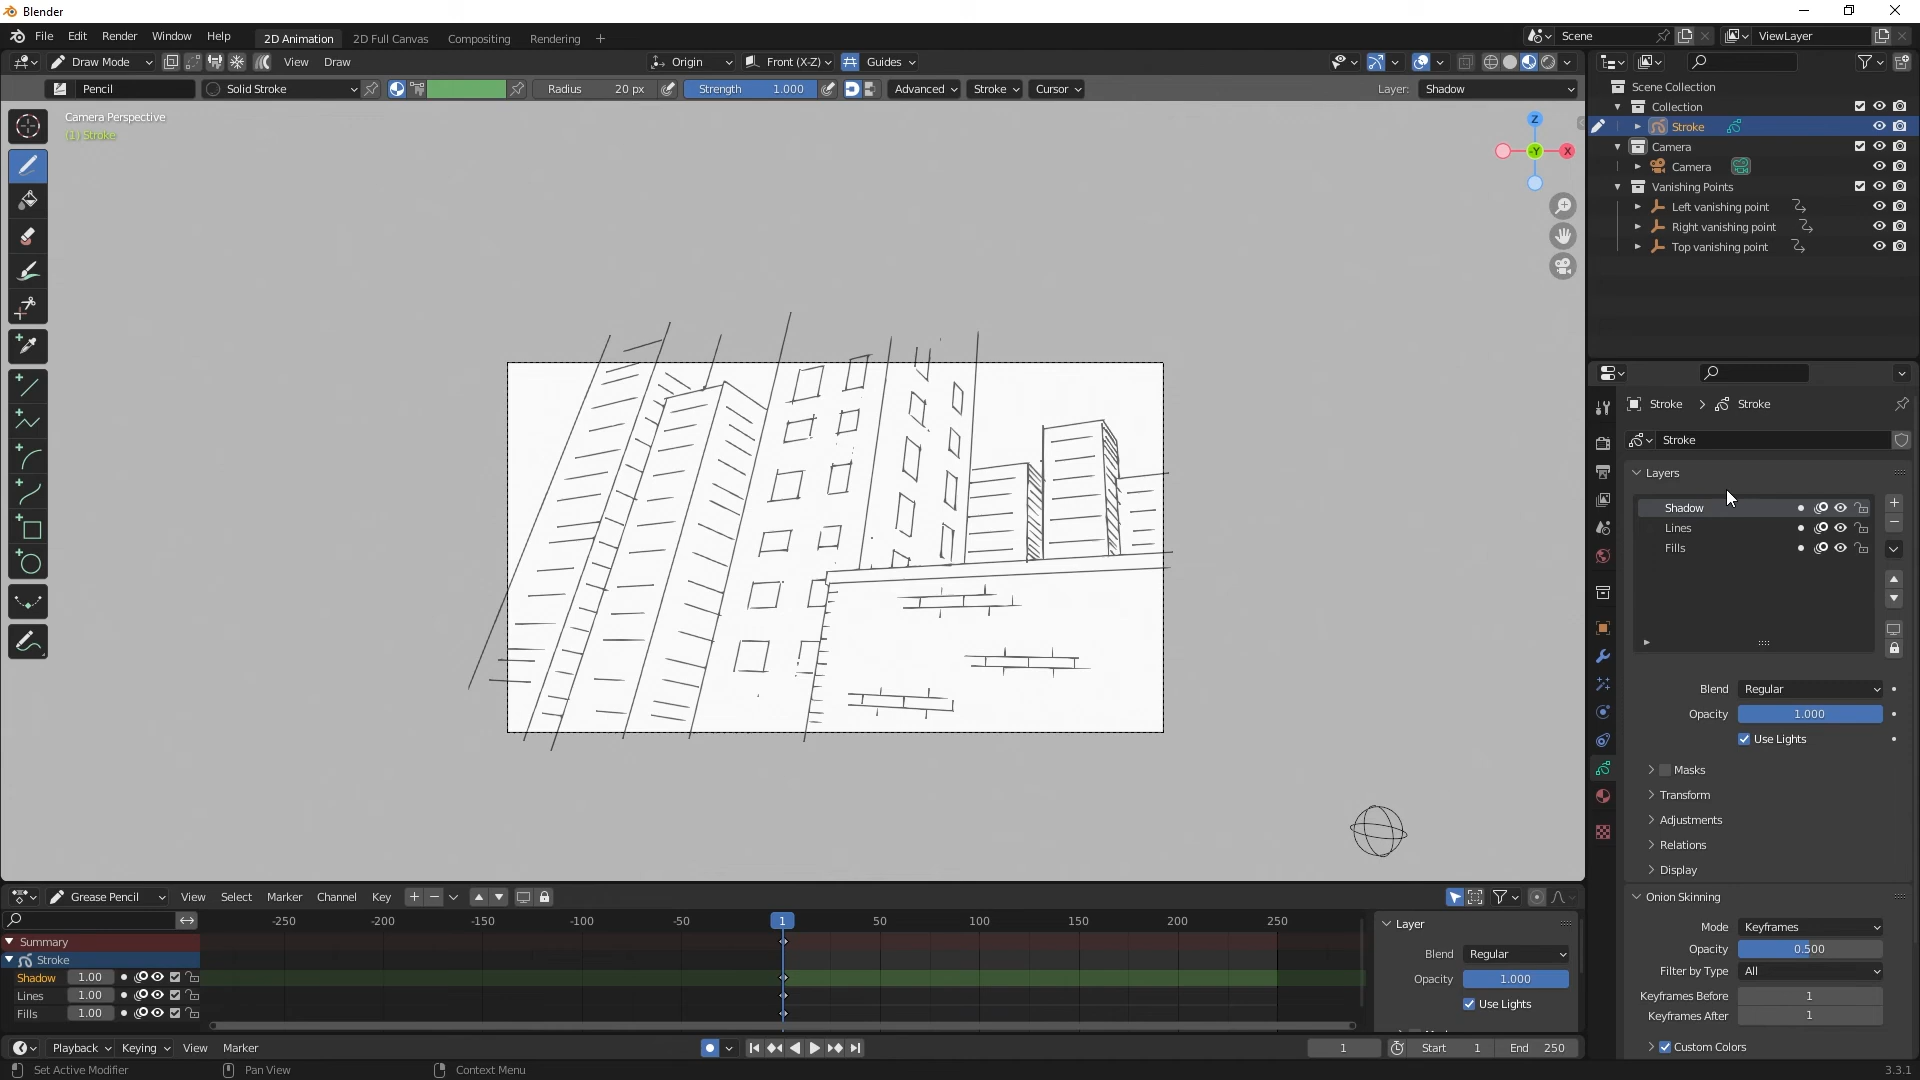 Blender
File Edit Render Window Help 2D Animation 2D Full Canvas Compositing Rendering + Scene ViewLayer
Draw Mode View Draw Origin Front (X-Z) Guides
Pencil Solid Stroke Radius 20 px Strength 1.000 Advanced Stroke Cursor Layer: Shadow
Camera Perspective
(1) Stroke
Z
-Y X
Scene Collection
Collection
Stroke
Camera
Camera
Vanishing Points
Left vanishing point
Right vanishing point
Top vanishing point
Stroke > Stroke
Stroke
Layers
Shadow
Lines
Fills
Blend Regular
Opacity 1.000
Use Lights
Masks
Transform
Adjustments
Relations
Display
Onion Skinning
Mode Keyframes
Opacity 0.500
Filter by Type All
Keyframes Before 1
Keyframes After 1
Custom Colors
Grease Pencil View Select Marker Channel Key
-250 -200 -150 -100 -50 1 50 100 150 200 250
Summary
Stroke
Shadow 1.00
Lines 1.00
Fills 1.00
Layer
Blend Regular
Opacity 1.000
Use Lights
Playback Keying View Marker 1 Start 1 End 250
Set Active Modifier Pan View Context Menu 3.3.1